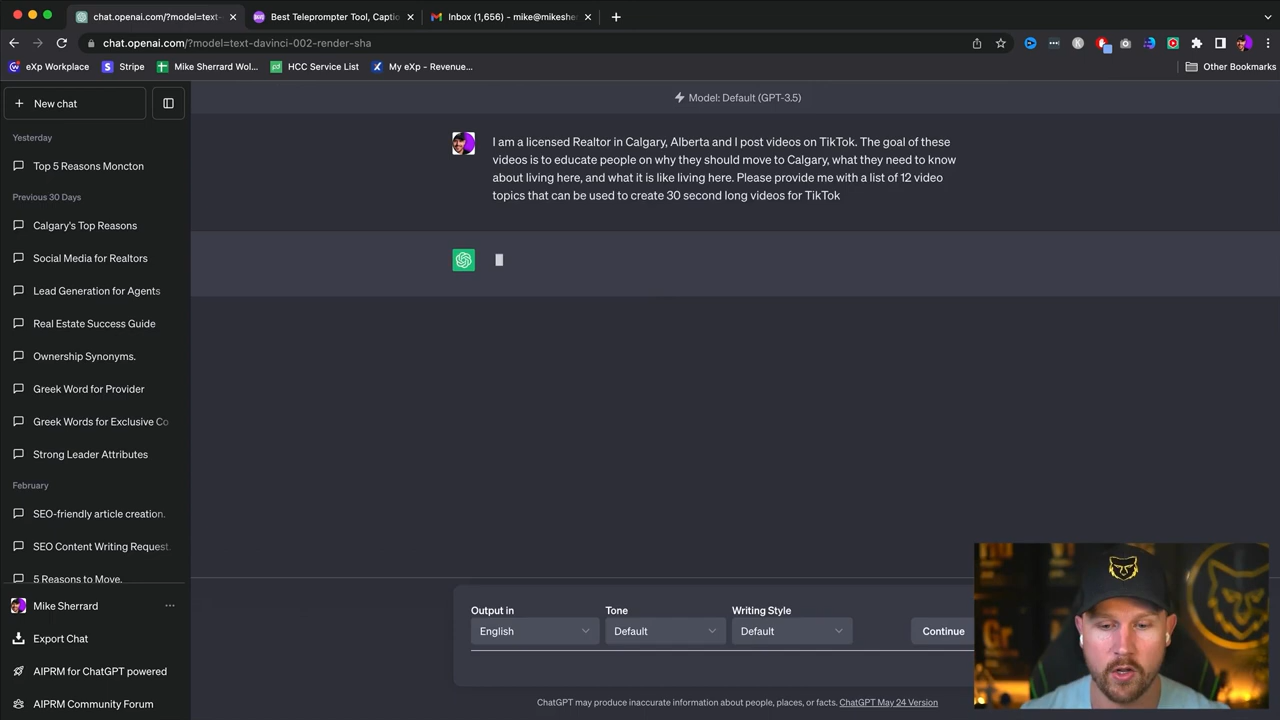 chat.openai.com/?model=text-
Best Teleprompter Tool, Captio
Inbox (1,656) - mike@mikesher
chat.openai.com/?model=text-davinci-002-render-sha
eXp Workplace
Stripe
Mike Sherrard Wol...
HCC Service List
My eXp - Revenue...
Other Bookmarks
New chat
Model: Default (GPT-3.5)
Yesterday
Top 5 Reasons Moncton
Previous 30 Days
Calgary's Top Reasons
Social Media for Realtors
Lead Generation for Agents
Real Estate Success Guide
Ownership Synonyms.
Greek Word for Provider
Greek Words for Exclusive Co
Strong Leader Attributes
February
SEO-friendly article creation.
SEO Content Writing Request.
5 Reasons to Move.
Mike Sherrard
Export Chat
AIPRM for ChatGPT powered
AIPRM Community Forum
I am a licensed Realtor in Calgary, Alberta and I post videos on TikTok. The goal of these
videos is to educate people on why they should move to Calgary, what they need to know
about living here, and what it is like living here. Please provide me with a list of 12 video
topics that can be used to create 30 second long videos for TikTok
Output in
Tone
Writing Style
English
Default
Default
Continue
ChatGPT may produce inaccurate information about people, places, or facts. ChatGPT May 24 Version